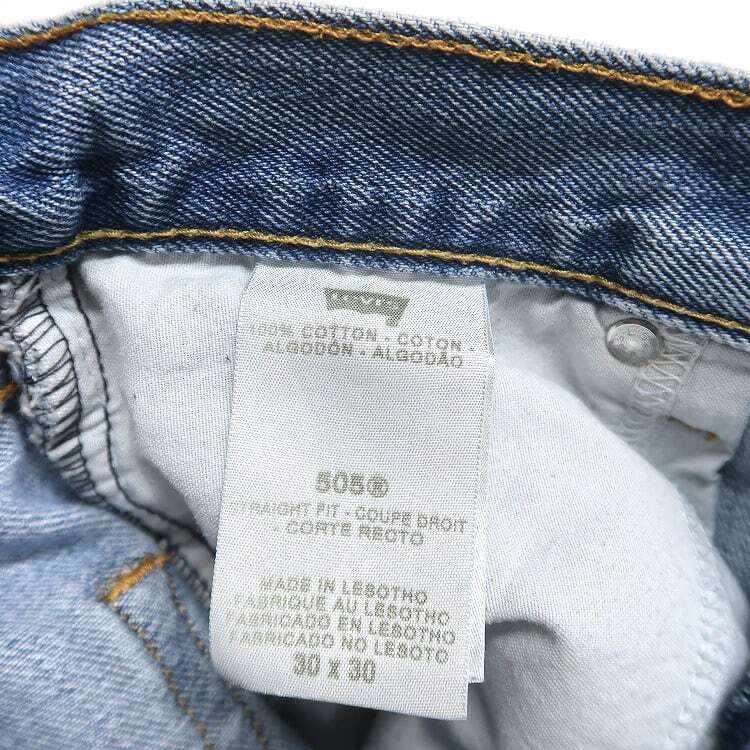 100% COTTON - COTON -
ALGODÓN - ALGODÃO
505®
STRAIGHT FIT - COUPE DROIT
- CORTE RECTO
MADE IN LESOTHO
FABRIQUE AU LESOTHO
FABRICADO EN LESOTHO
FABRICADO NO LESOTO
30 X 30